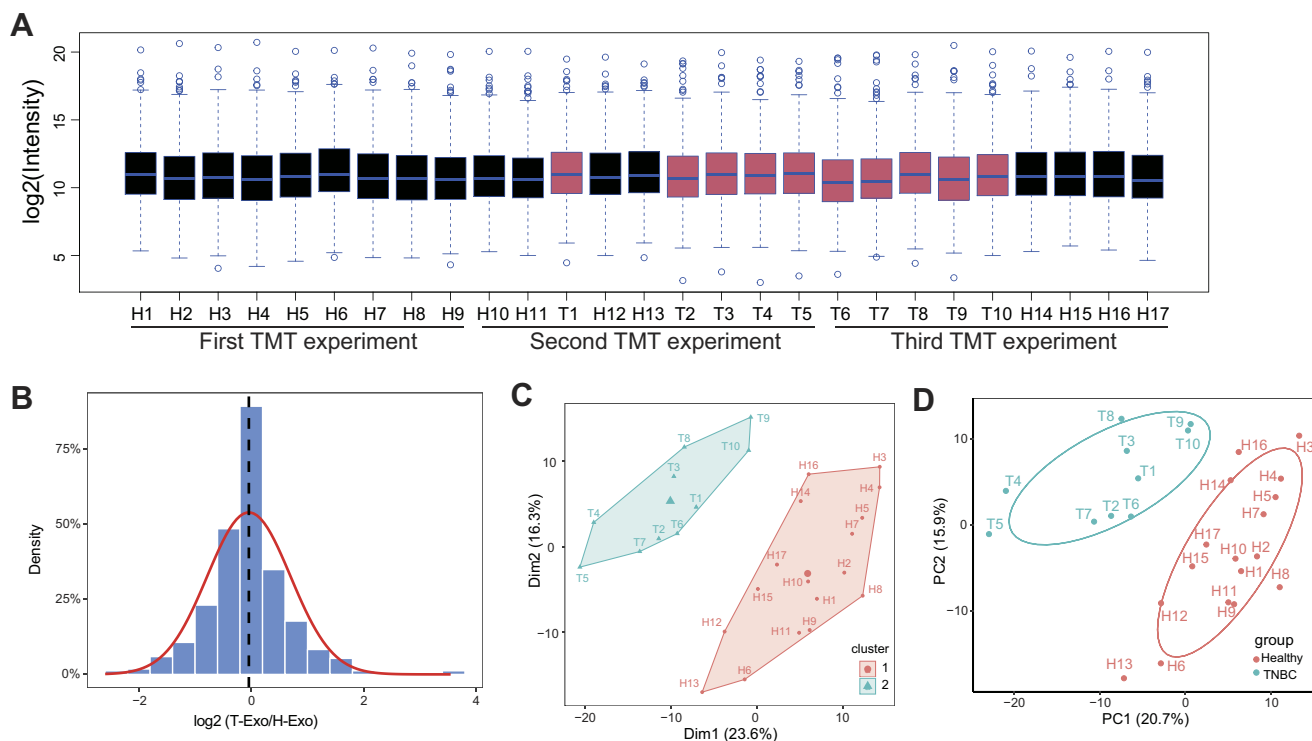 A
log2(Intensity)
20
15
10
5
H1 H2 H3 H4 H5 H6 H7 H8 H9 H10 H11 T1 H12 H13 T2 T3 T4 T5 T6 T7 T8 T9 T10 H14 H15 H16 H17
First TMT experiment Second TMT experiment Third TMT experiment
B
Density
75%
50%
25%
0%
−2 0 2 4
log2 (T-Exo/H-Exo)
C
Dim2 (16.3%)
10
0
−10
T9
T8
T10
T3
H16
H3
H4
T1
H14
T4
H5
T2 T6
H7
T7
H17
T5
H2
H10
H15
H1
H8
H12
H11 H9
H6
H13
cluster
1
2
−20 −10 0 10
Dim1 (23.6%)
D
PC2 (15.9%)
10
0
−10
T8
T9
T10
H3
T3
H16
T1
H4
H14
T4
H5
T7 T2 T6
H7
T5
H17
H10 H2
H15
H1
H8
H11
H12
H9
H6
H13
group
Healthy
TNBC
−20 −10 0 10
PC1 (20.7%)